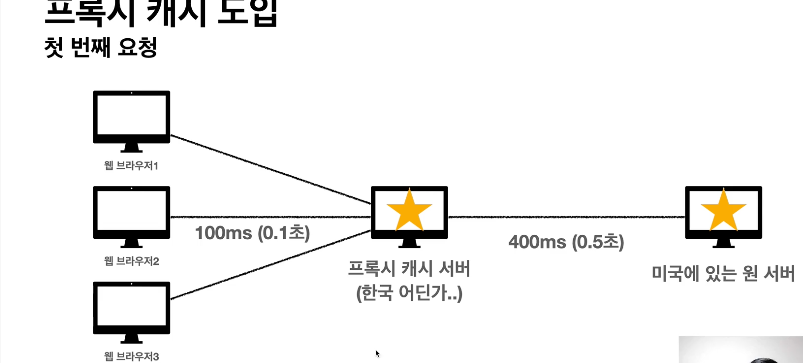 프록시 캐시 도입
첫 번째 요청
웹 브라우저1
웹 브라우저2
100ms (0.1초)
400ms (0.5초)
프록시 캐시 서버
(한국 어딘가..)
미국에 있는 원 서버
웹 브라우저3